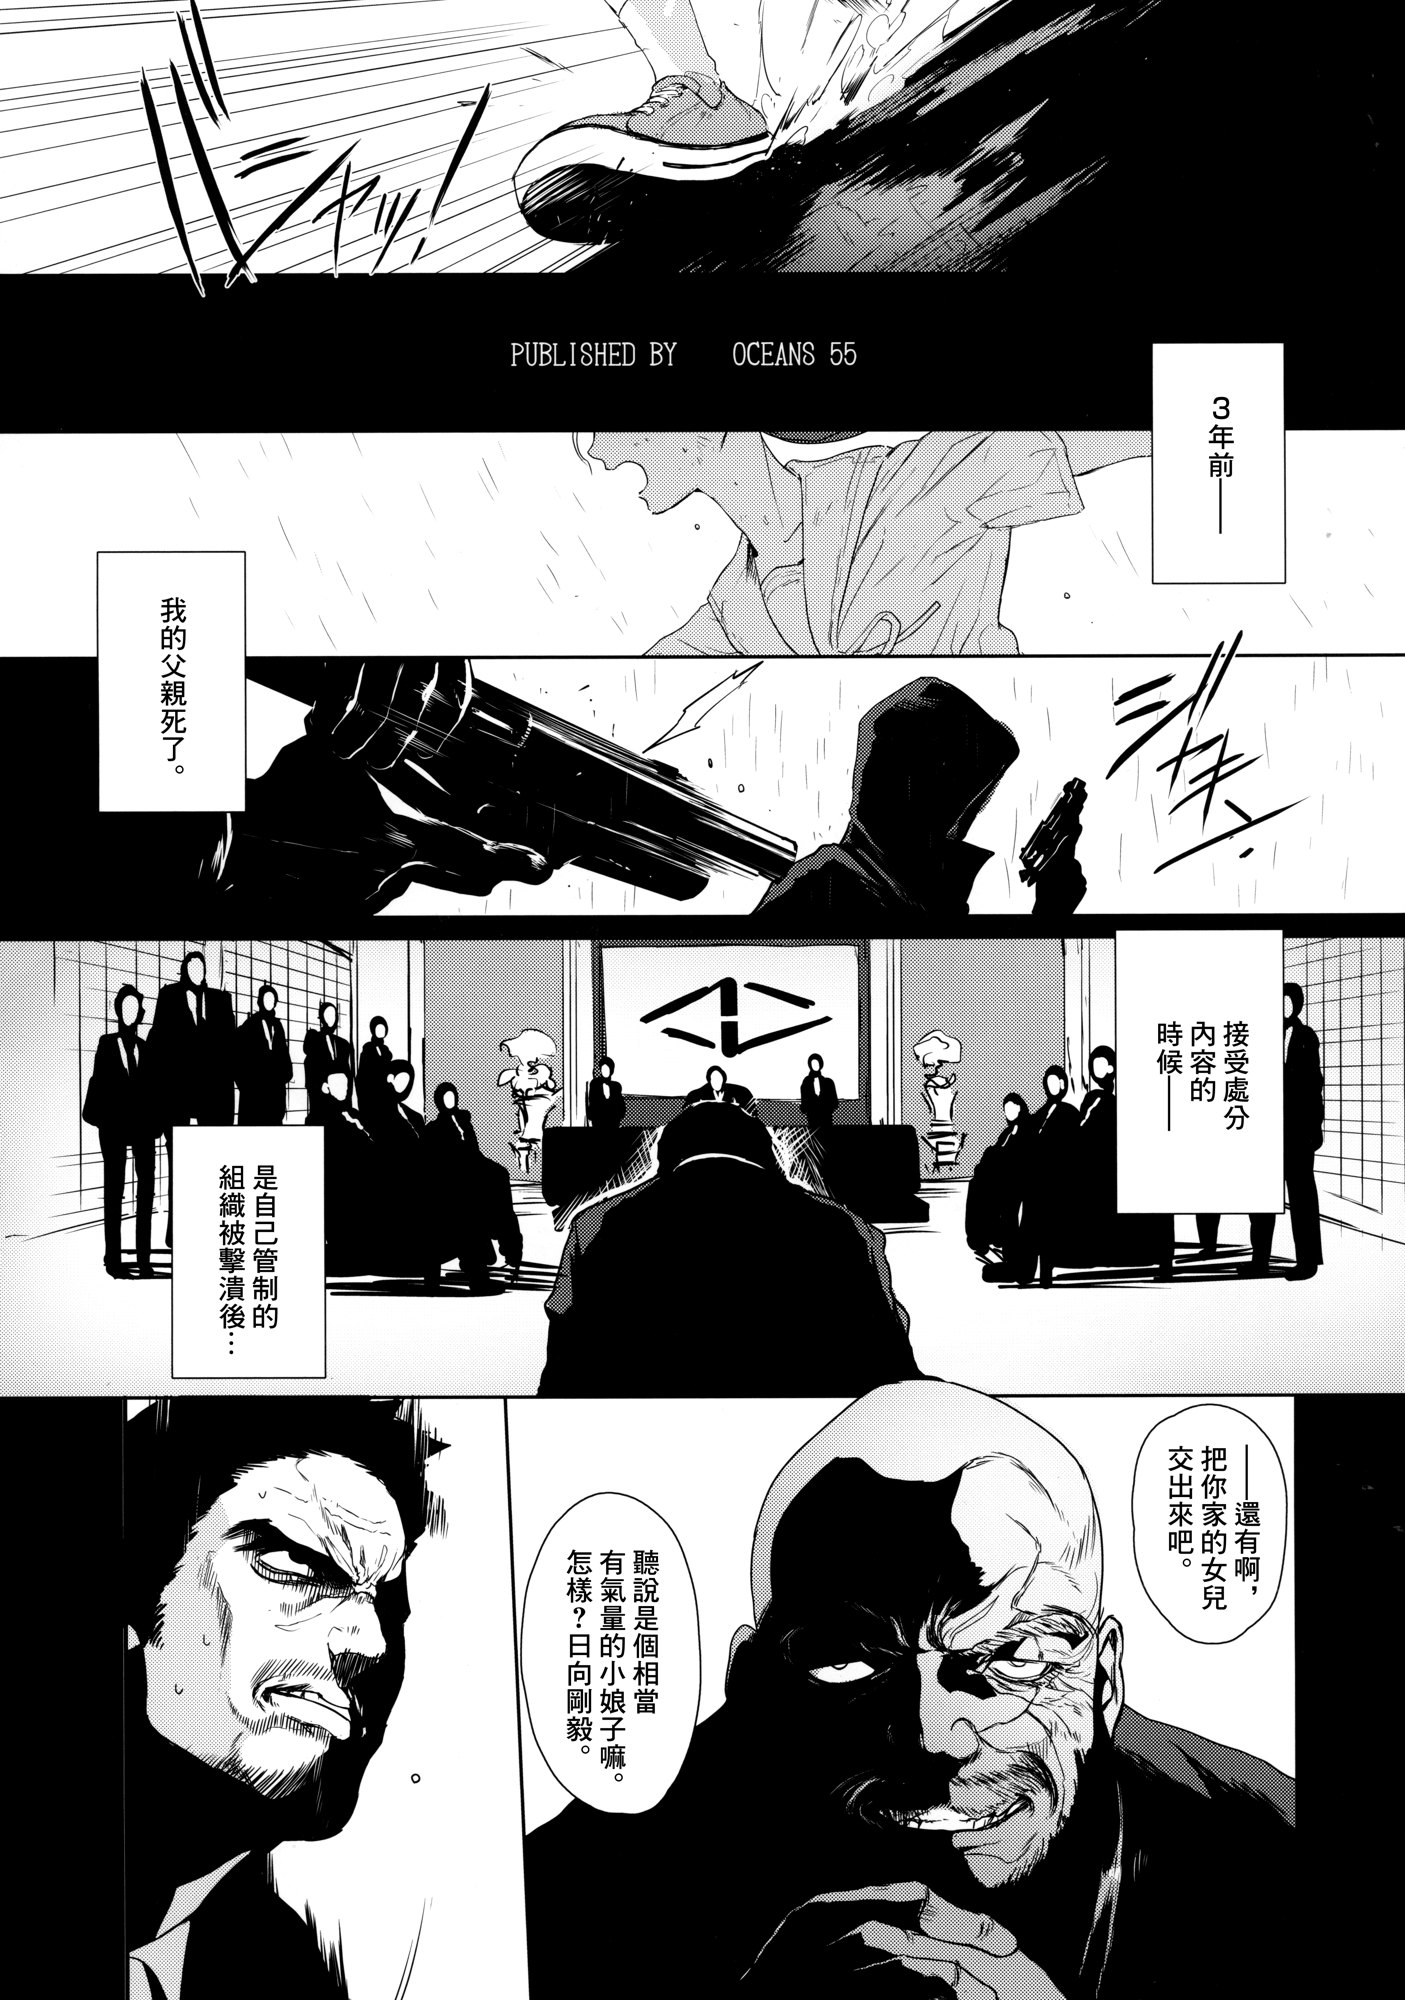 バシャッ!
PUBLISHED BY OCEANS 55
3年前——
我的父親死了。
ジャキ
接受處分
內容的
時候——
是自己管制的
組織被擊潰後…
——還有啊,
把你家的女兒
交出來吧。
聽說是個相當
有氣量的小娘子嘛。
怎樣?日向剛毅。